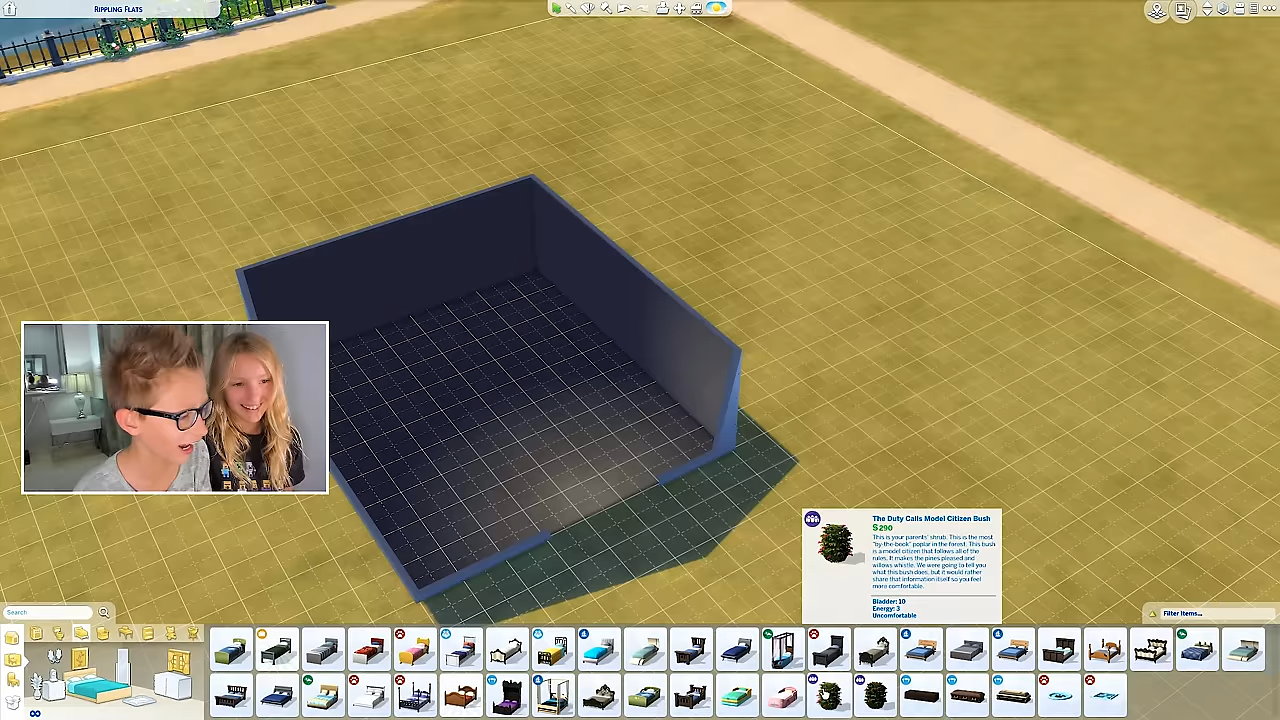 Rippling Flats
The Duty Calls Model Citizen Bush
§290
This is your parents' shrub. This is the most
"by-the-book" poplar in the forest. This bush
is a model citizen that follows all of the
rules. It makes the pines pleased and
willows whistle. We were going to tell you
what this bush does, but it would rather
share that information itself so you feel
more comfortable.
Bladder: 10
Energy: 3
Uncomfortable
Search
Filter Items...